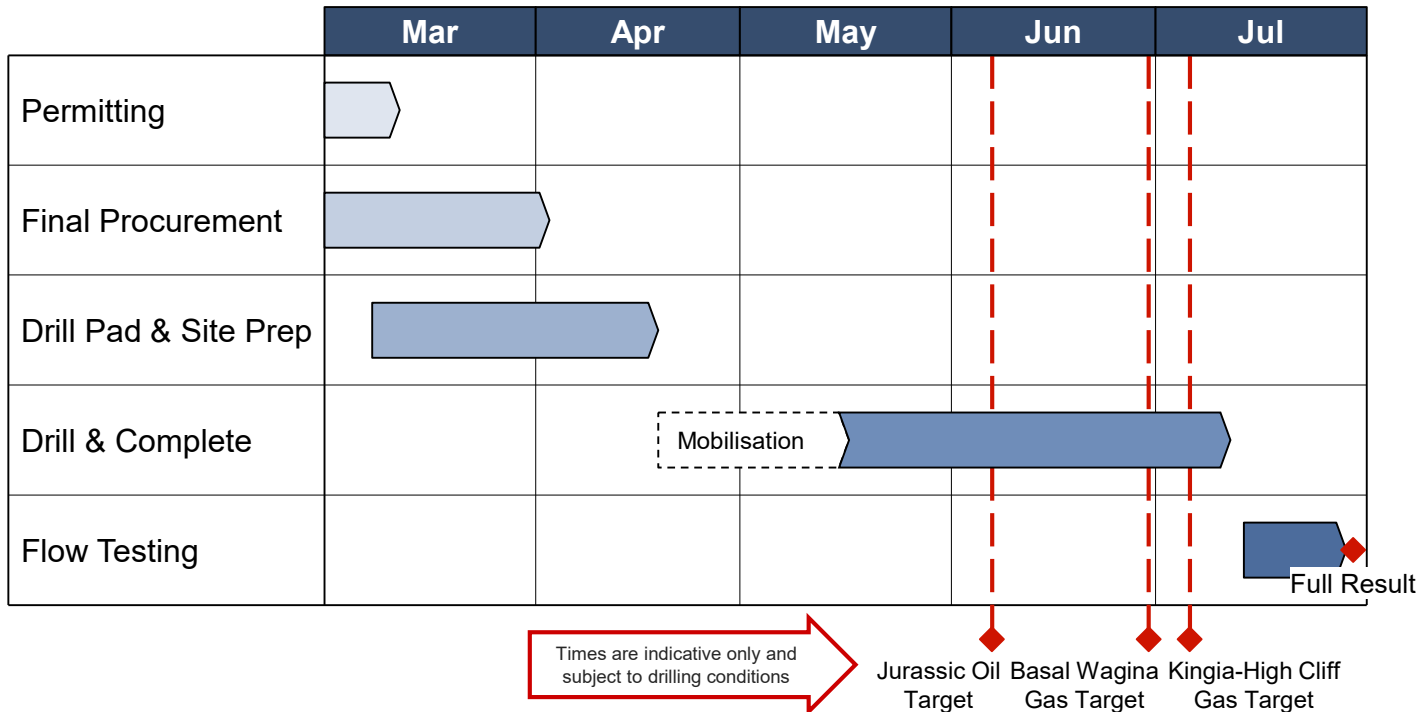 Mar Apr May Jun Jul
Permitting
Final Procurement
Drill Pad & Site Prep
Drill & Complete
Mobilisation
Flow Testing
Full Result
Times are indicative only and
subject to drilling conditions
Jurassic Oil
Target
Basal Wagina
Gas Target
Kingia-High Cliff
Gas Target